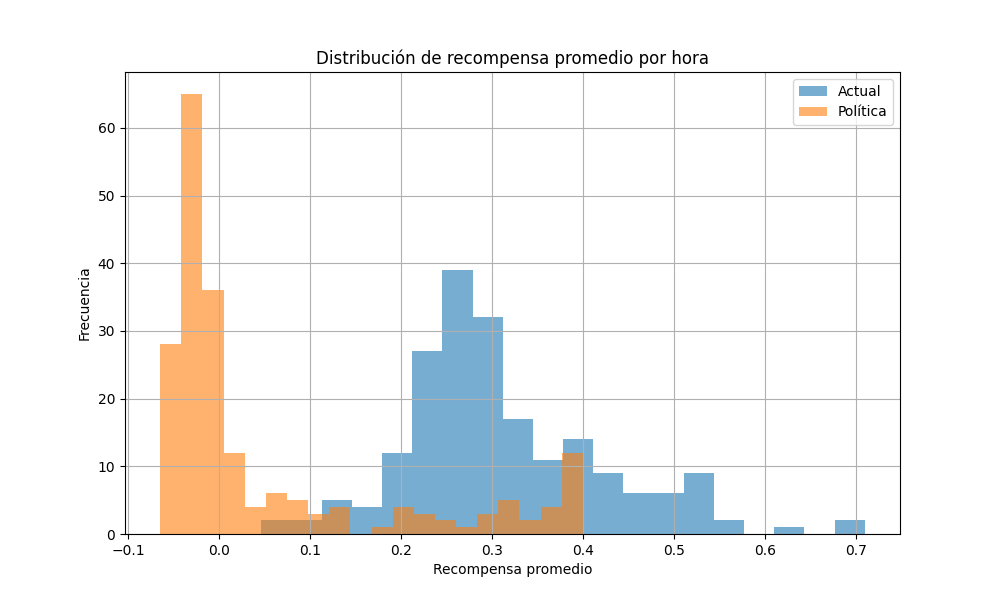 Distribución de recompensa promedio por hora
Actual
Política
Frecuencia
60
50
40
30
20
10
0
−0.1 0.0 0.1 0.2 0.3 0.4 0.5 0.6 0.7
Recompensa promedio